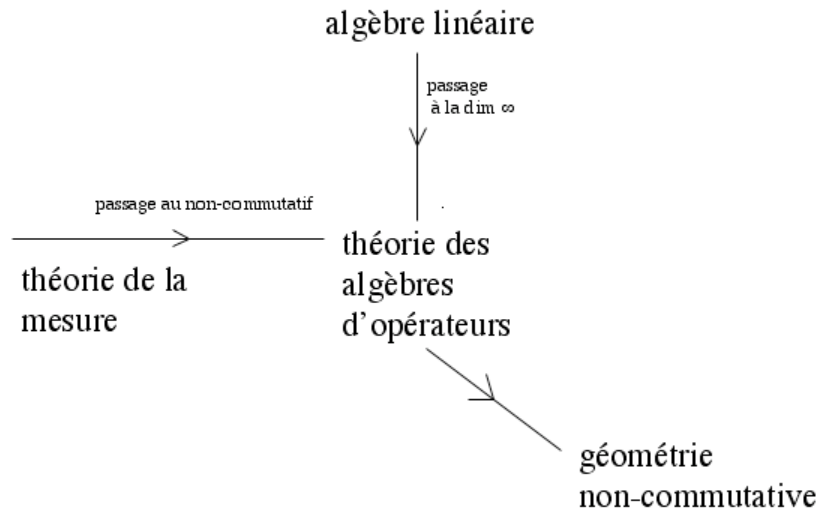 algèbre linéaire
passage
à la dim ∞
passage au non-commutatif
théorie de la
mesure
théorie des
algèbres
d'opérateurs
géométrie
non-commutative